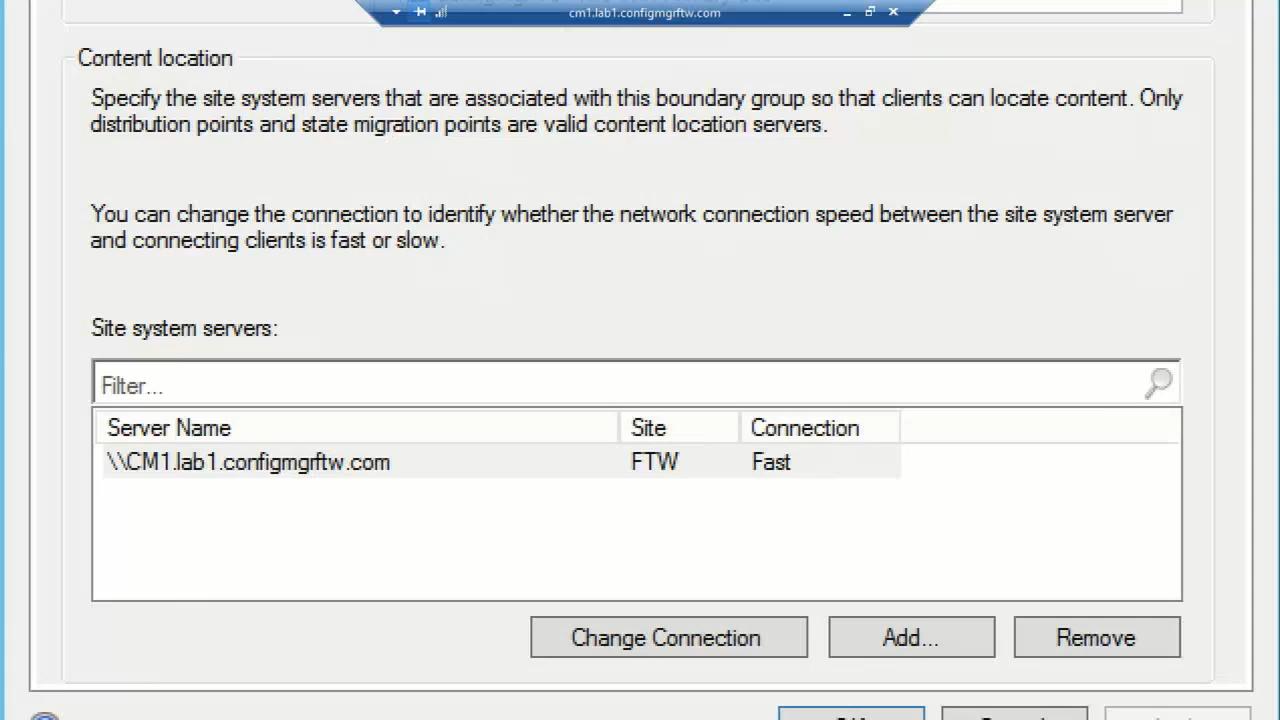 cm1.lab1.configmgrftw.com
Content location
Specify the site system servers that are associated with this boundary group so that clients can locate content. Only
distribution points and state migration points are valid content location servers.
You can change the connection to identify whether the network connection speed between the site system server
and connecting clients is fast or slow.
Site system servers:
Filter...
Server Name Site Connection
\\CM1.lab1.configmgrftw.com FTW Fast
Change Connection Add... Remove